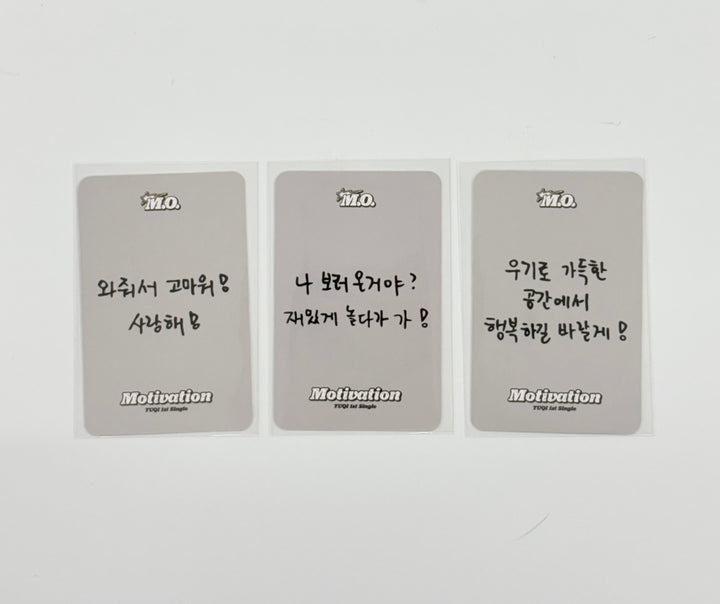 M.O.
와줘서 고마워!
사랑해!
Motivation
YUQI 1st Single
M.O.
나 보러 온거야?
재밌게 놀다가 가!
Motivation
YUQI 1st Single
M.O.
우기로 가득한
공간에서
행복하길 바랄게!
Motivation
YUQI 1st Single